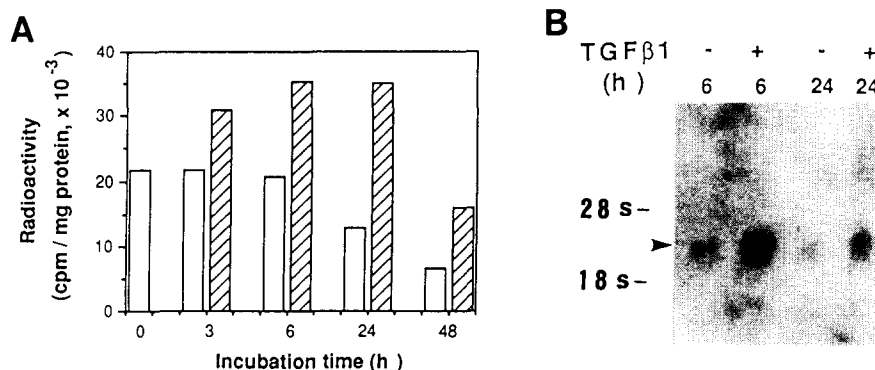 A
Radioactivity
(cpm / mg protein, x 10⁻³)
40
30
20
10
0
0 3 6 24 48
Incubation time (h )
B
TGFβ1 - + - +
(h ) 6 6 24 24
28 s–
18 s–